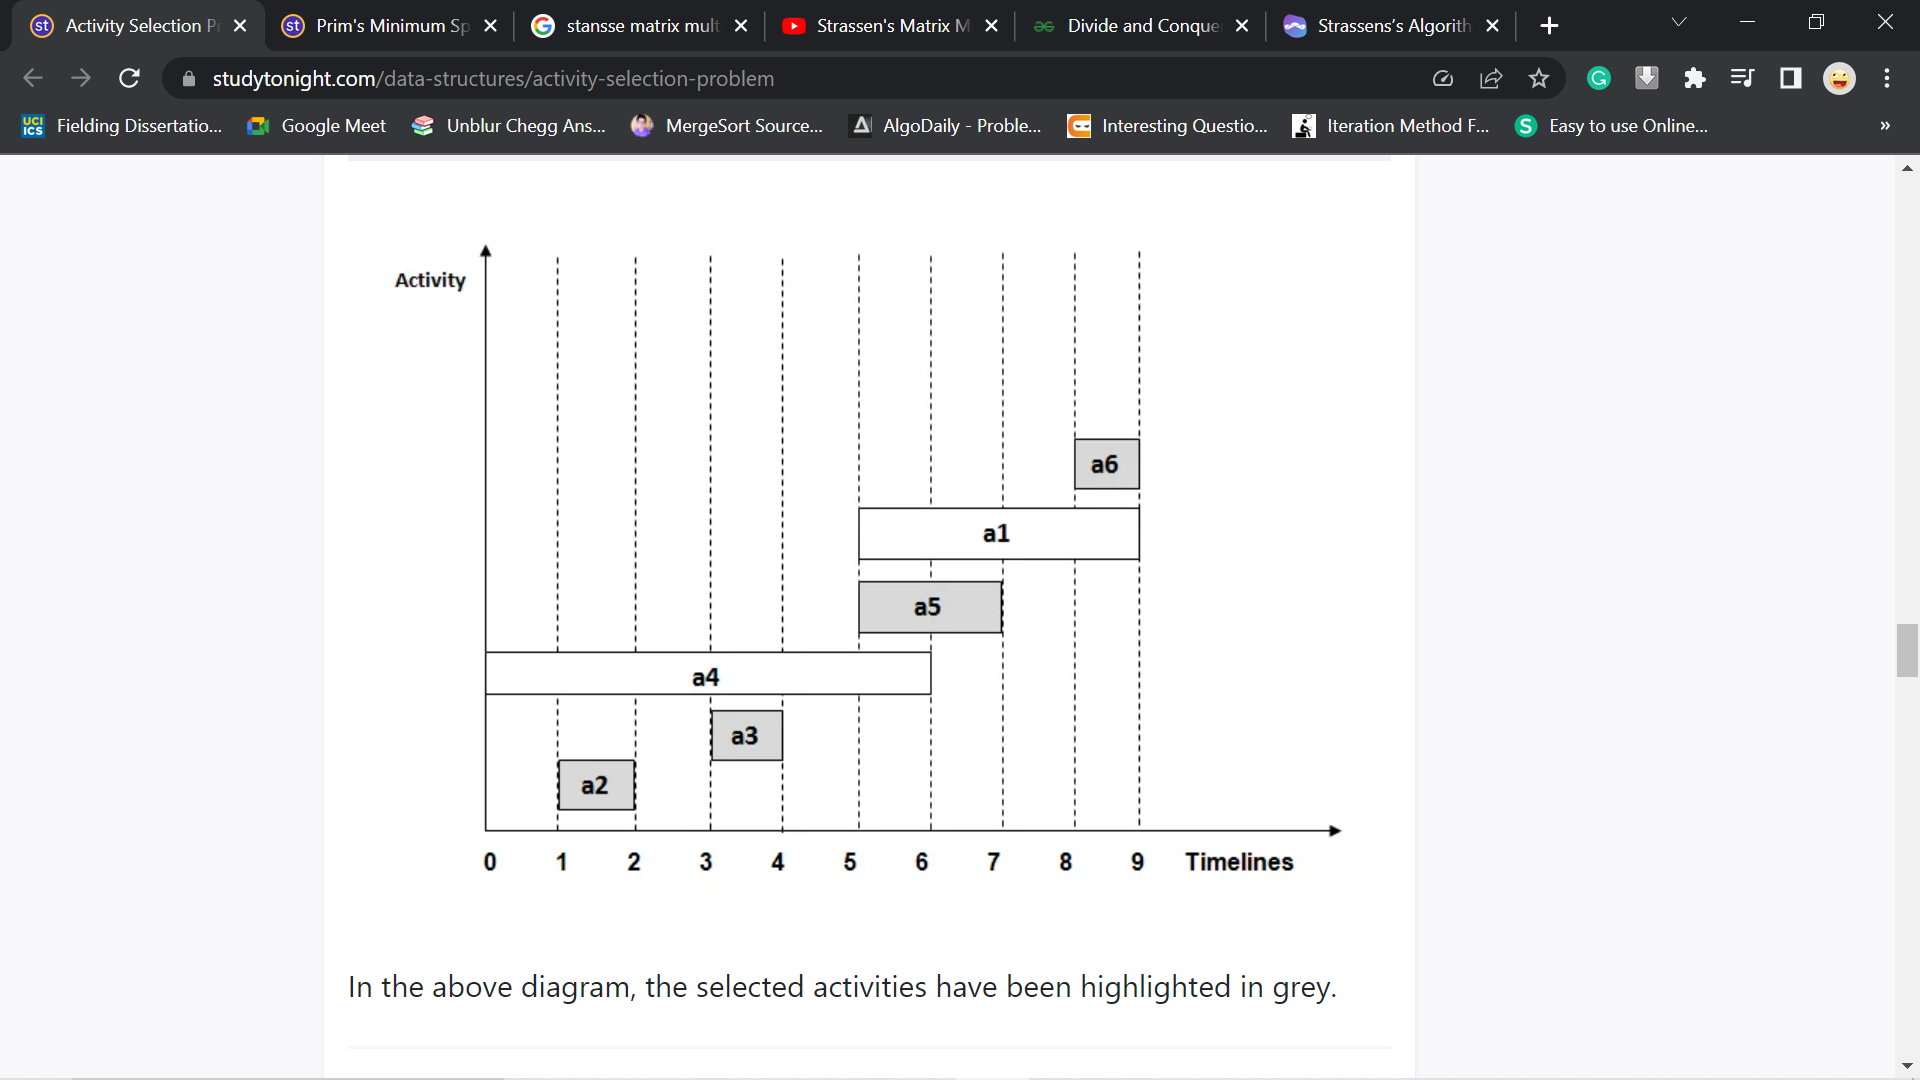 Activity Selection P
Prim's Minimum Sp
stansse matrix mult
Strassen's Matrix M
Divide and Conque
Strassens's Algorith
studytonight.com/data-structures/activity-selection-problem
Fielding Dissertatio...
Google Meet
Unblur Chegg Ans...
MergeSort Source...
AlgoDaily - Proble...
Interesting Questio...
Iteration Method F...
Easy to use Online...
Activity
a6
a1
a5
a4
a3
a2
0 1 2 3 4 5 6 7 8 9 Timelines
In the above diagram, the selected activities have been highlighted in grey.